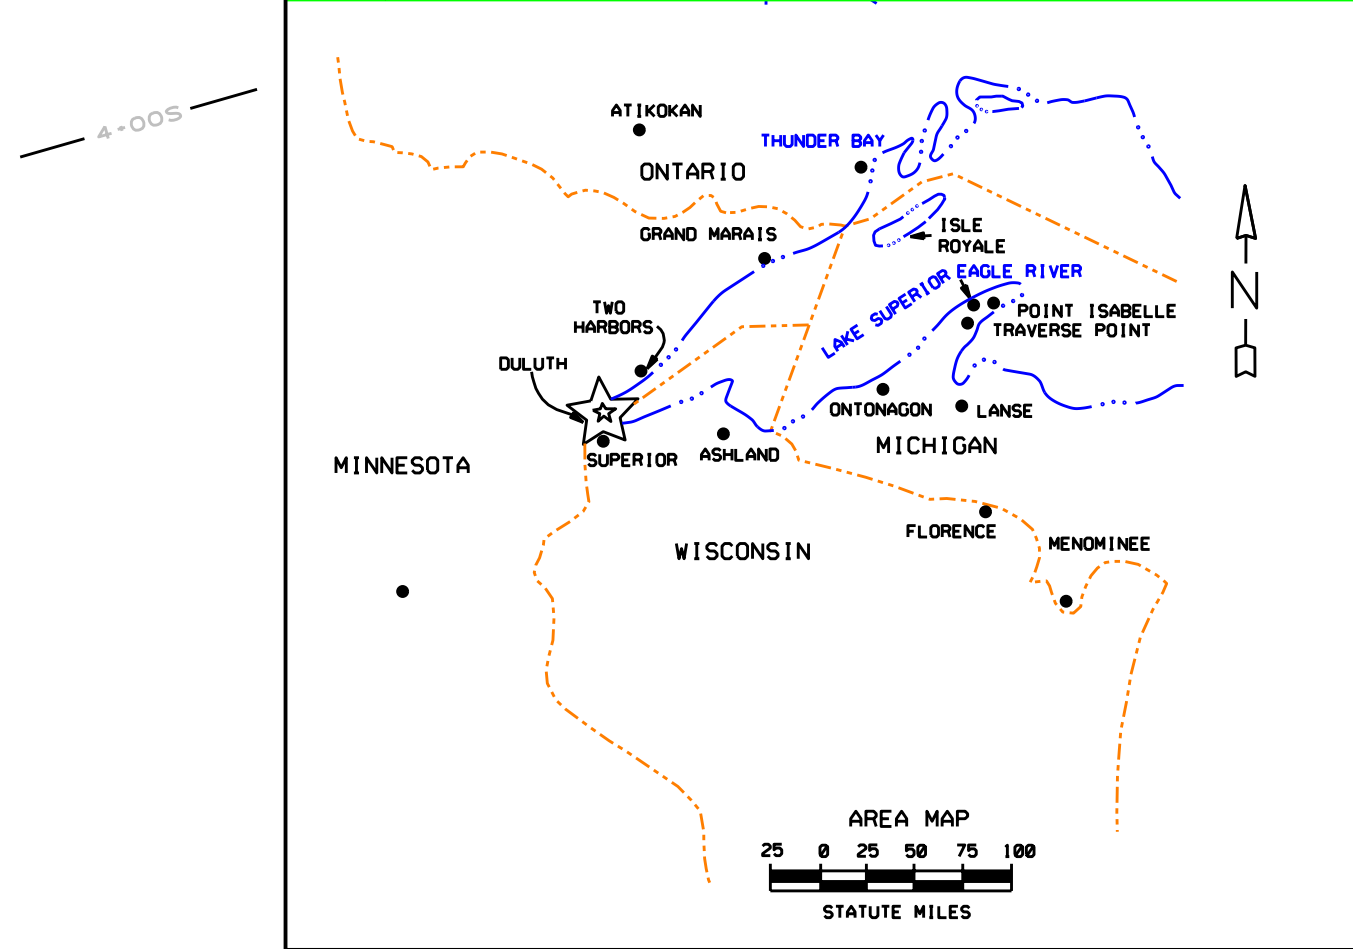 4+00S
ATIKOKAN
THUNDER BAY
ONTARIO
GRAND MARAIS
ISLE
ROYALE
LAKE SUPERIOR
EAGLE RIVER
TWO
HARBORS
POINT ISABELLE
TRAVERSE POINT
DULUTH
ONTONAGON
LANSE
MICHIGAN
SUPERIOR
ASHLAND
MINNESOTA
FLORENCE
MENOMINEE
WISCONSIN
N
AREA MAP
25 0 25 50 75 100
STATUTE MILES